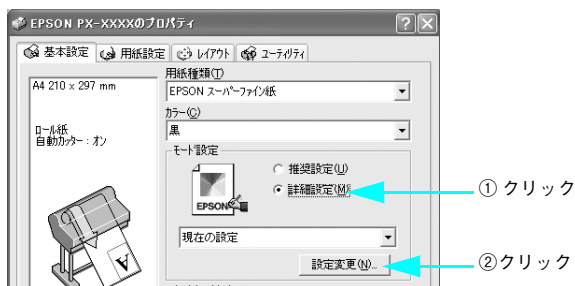 EPSON PX-XXXXのプロパティ
基本設定 用紙設定 レイアウト ユーティリティ
A4 210 x 297 mm
ロール紙
自動カッター : オン
用紙種類(T)
EPSON スーパーファイン紙
カラー(C)
黒
モード設定
EPSON
推奨設定(U)
詳細設定(M)
① クリック
現在の設定
設定変更(N)...
②クリック